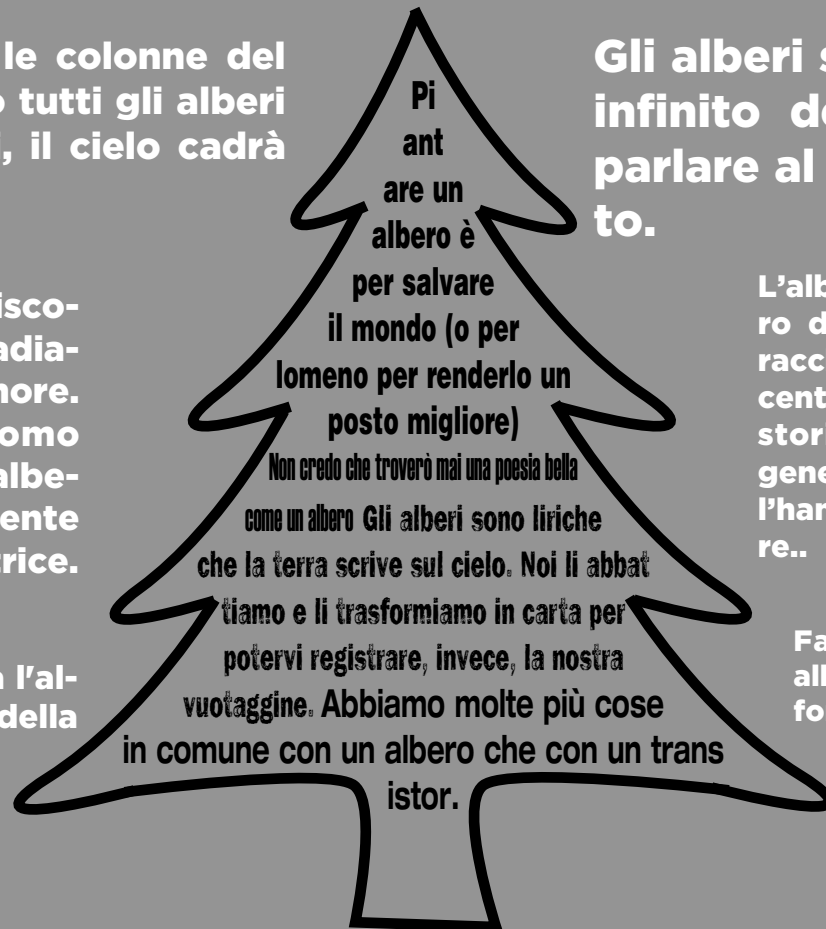 le colonne del
tutti gli alberi
il cielo cadrà
Gli alberi
infinito
parlare al
to.
Pi
ant
are un
albero è
per salvare
il mondo (o per
lomeno per renderlo un
posto migliore)
Non credo che troverò mai una poesia bella
come un albero Gli alberi sono liriche
che la terra scrive sul cielo. Noi li abbat
tiamo e li trasformiamo in carta per
potervi registrare, invece, la nostra
vuotaggine. Abbiamo molte più cose
in comune con un albero che con un trans
istor.
isco-
adia-
nore.
omo
albe-
ente
rice.
l'al-
della
L'alb
ro d
racc
cent
stor
gene
l'har
re..
Fa
all
fo